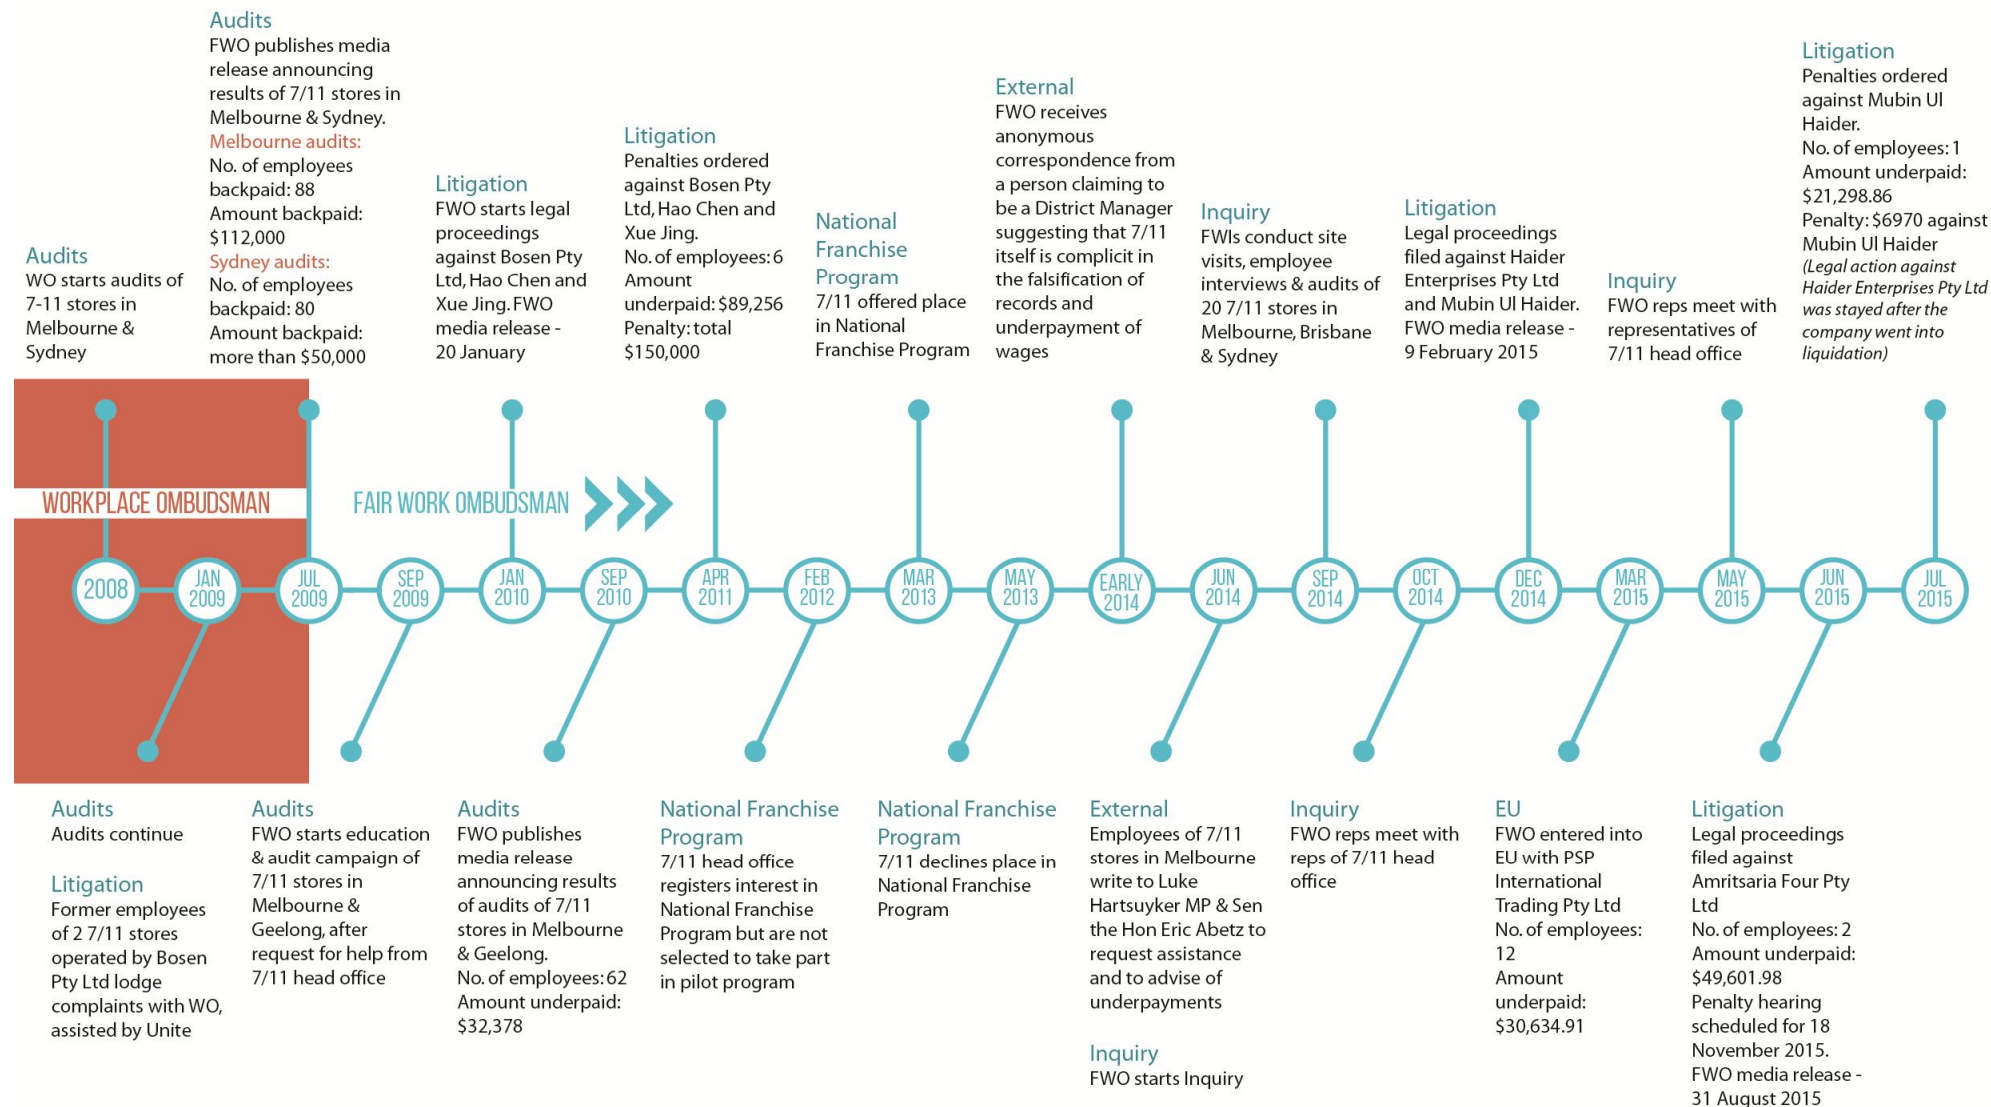 Audits
WO starts audits of
7-11 stores in
Melbourne &
Sydney
Audits
FWO publishes media
release announcing
results of 7/11 stores in
Melbourne & Sydney.
Melbourne audits:
No. of employees
backpaid: 88
Amount backpaid:
$112,000
Sydney audits:
No. of employees
backpaid: 80
Amount backpaid:
more than $50,000
Litigation
FWO starts legal
proceedings
against Bosen Pty
Ltd, Hao Chen and
Xue Jing. FWO
media release -
20 January
Litigation
Penalties ordered
against Bosen Pty
Ltd, Hao Chen and
Xue Jing.
No. of employees: 6
Amount
underpaid: $89,256
Penalty: total
$150,000
National
Franchise
Program
7/11 offered place
in National
Franchise Program
External
FWO receives
anonymous
correspondence from
a person claiming to
be a District Manager
suggesting that 7/11
itself is complicit in
the falsification of
records and
underpayment of
wages
Inquiry
FWIs conduct site
visits, employee
interviews & audits of
20 7/11 stores in
Melbourne, Brisbane
& Sydney
Litigation
Legal proceedings
filed against Haider
Enterprises Pty Ltd
and Mubin Ul Haider.
FWO media release -
9 February 2015
Inquiry
FWO reps meet with
representatives of
7/11 head office
Litigation
Penalties ordered
against Mubin Ul
Haider.
No. of employees: 1
Amount underpaid:
$21,298.86
Penalty: $6970 against
Mubin Ul Haider
(Legal action against
Haider Enterprises Pty Ltd
was stayed after the
company went into
liquidation)
WORKPLACE OMBUDSMAN
FAIR WORK OMBUDSMAN
2008
JAN
2009
JUL
2009
SEP
2009
JAN
2010
SEP
2010
APR
2011
FEB
2012
MAR
2013
MAY
2013
EARLY
2014
JUN
2014
SEP
2014
OCT
2014
DEC
2014
MAR
2015
MAY
2015
JUN
2015
JUL
2015
Audits
Audits continue
Litigation
Former employees
of 2 7/11 stores
operated by Bosen
Pty Ltd lodge
complaints with WO,
assisted by Unite
Audits
FWO starts education
& audit campaign of
7/11 stores in
Melbourne &
Geelong, after
request for help from
7/11 head office
Audits
FWO publishes
media release
announcing results
of audits of 7/11
stores in Melbourne
& Geelong.
No. of employees: 62
Amount underpaid:
$32,378
National Franchise
Program
7/11 head office
registers interest in
National Franchise
Program but are not
selected to take part
in pilot program
National Franchise
Program
7/11 declines place in
National Franchise
Program
External
Employees of 7/11
stores in Melbourne
write to Luke
Hartsuyker MP & Sen
the Hon Eric Abetz to
request assistance
and to advise of
underpayments
Inquiry
FWO starts Inquiry
Inquiry
FWO reps meet with
reps of 7/11 head
office
EU
FWO entered into
EU with PSP
International
Trading Pty Ltd
No. of employees:
12
Amount
underpaid:
$30,634.91
Litigation
Legal proceedings
filed against
Amritsaria Four Pty
Ltd
No. of employees: 2
Amount underpaid:
$49,601.98
Penalty hearing
scheduled for 18
November 2015.
FWO media release -
31 August 2015